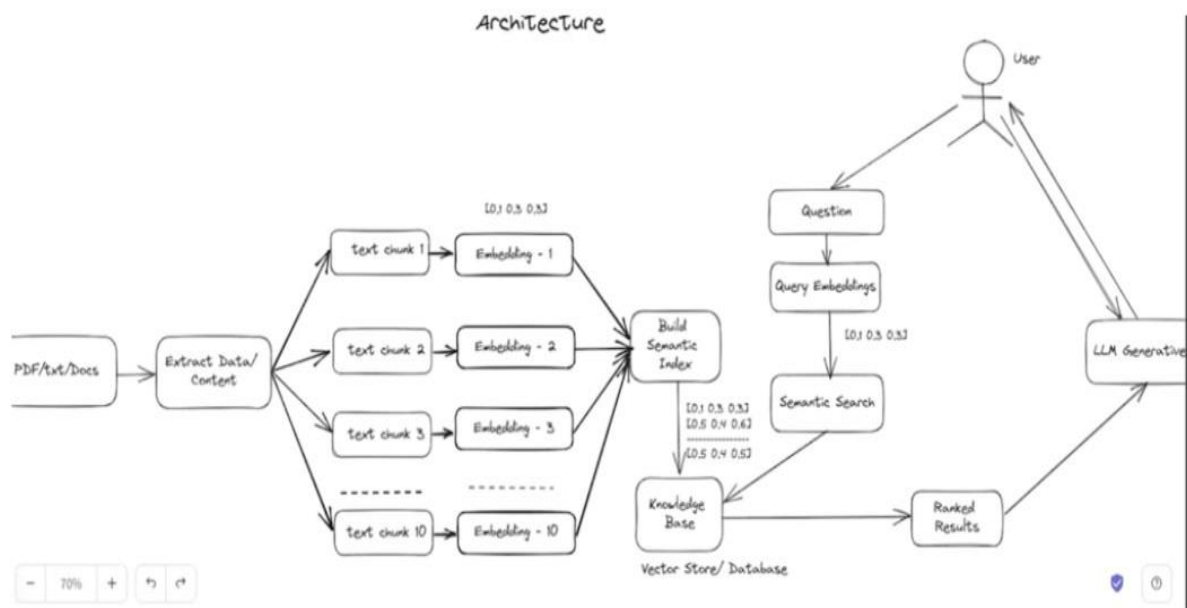 Architecture
User
Question
[0,1 0,3 0,3]
text chunk 1
Embedding - 1
Query Embeddings
Build
Semantic
Index
[0,1 0,3 0,3]
text chunk 2
Embedding - 2
PDF/txt/Docs
Extract Data/
Content
LLM Generative
Semantic Search
[0,1 0,3 0,3]
[0,5 0,4 0,6]
[0,5 0,4 0,5]
text chunk 3
Embedding - 3
Knowledge
Base
Ranked
Results
text chunk 10
Embedding - 10
Vector Store/ Database
70%